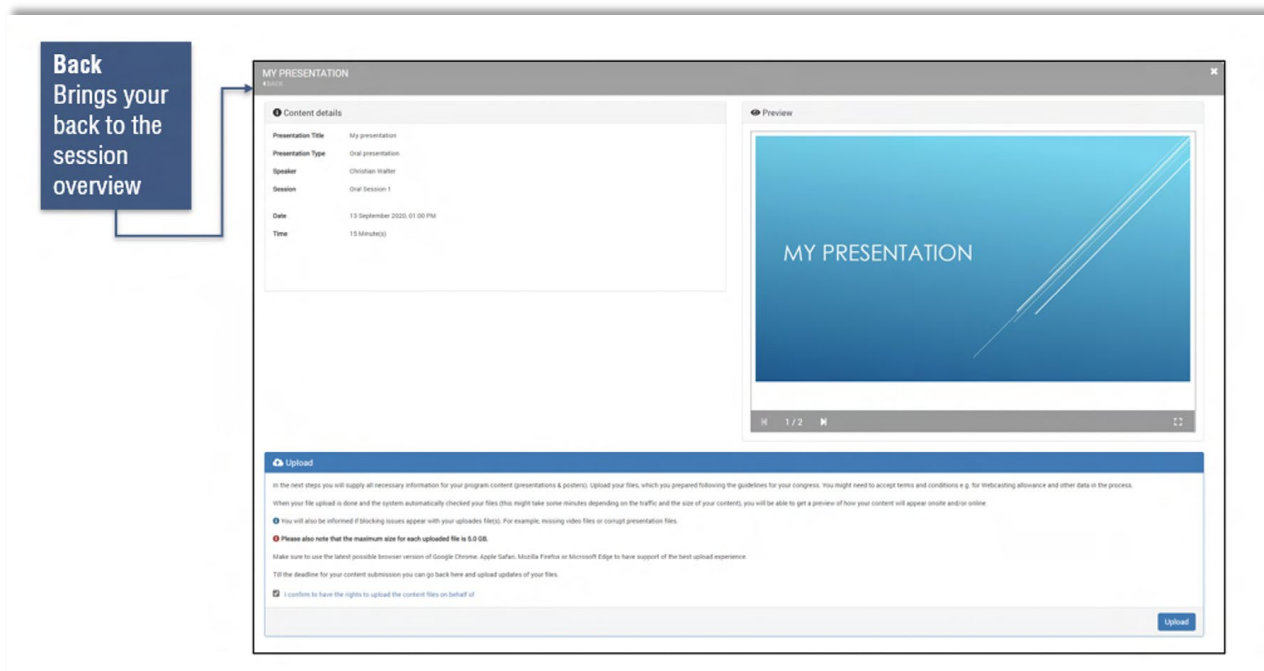 Back
Brings your
back to the
session
overview
MY PRESENTATION
BACK
Content details
Presentation Title My presentation
Presentation Type Oral presentation
Speaker Christian Walter
Session Oral Session 1
Date 13 September 2020, 01:00 PM
Time 15 Minute(s)
Preview
MY PRESENTATION
1 / 2
Upload
In the next steps you will supply all necessary information for your program content (presentations & posters). Upload your files, which you prepared following the guidelines for your congress. You might need to accept terms and conditions e.g. for Webcasting allowance and other data in the process.
When your file upload is done and the system automatically checked your files (this might take some minutes depending on the traffic and the size of your content), you will be able to get a preview of how your content will appear onsite and/or online
You will also be informed if blocking issues appear with your uploades file(s). For example, missing video files or corrupt presentation files.
Please also note that the maximum size for each uploaded file is 5.0 GB.
Make sure to use the latest possible browser version of Google Chrome, Apple Safari, Mozilla Firefox or Microsoft Edge to have support of the best upload experience.
Till the deadline for your content submission you can go back here and upload updates of your files.
I confirm to have the rights to upload the content files on behalf of
Upload